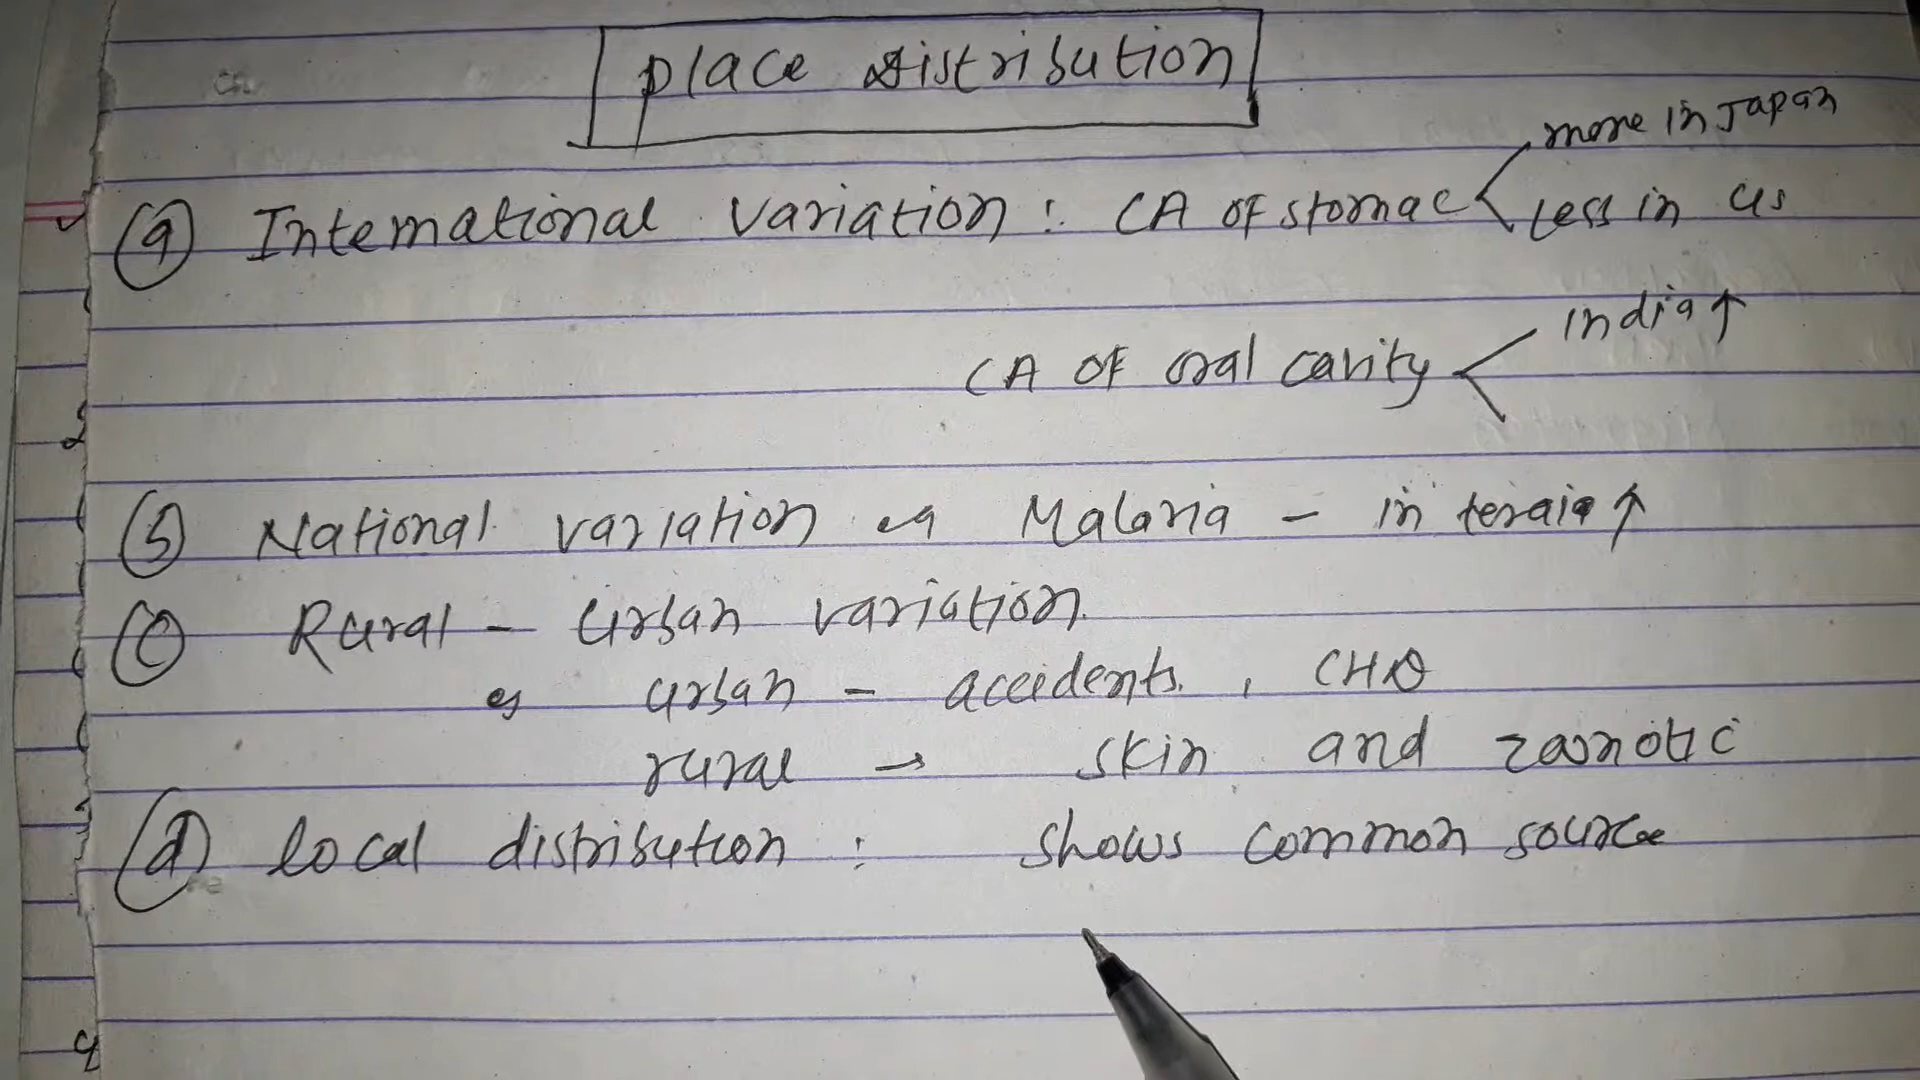 Place Distribution
(a) International variation : CA OF stomac < more in Japan
less in US
CA OF oral cavity < india ↑
(b) National variation eg Malaria - in terai ↑
(c) Rural - Urban variation.
eg urban - accidents, CHD
rural → skin and zoonotic
(d) local distribution : shows common source